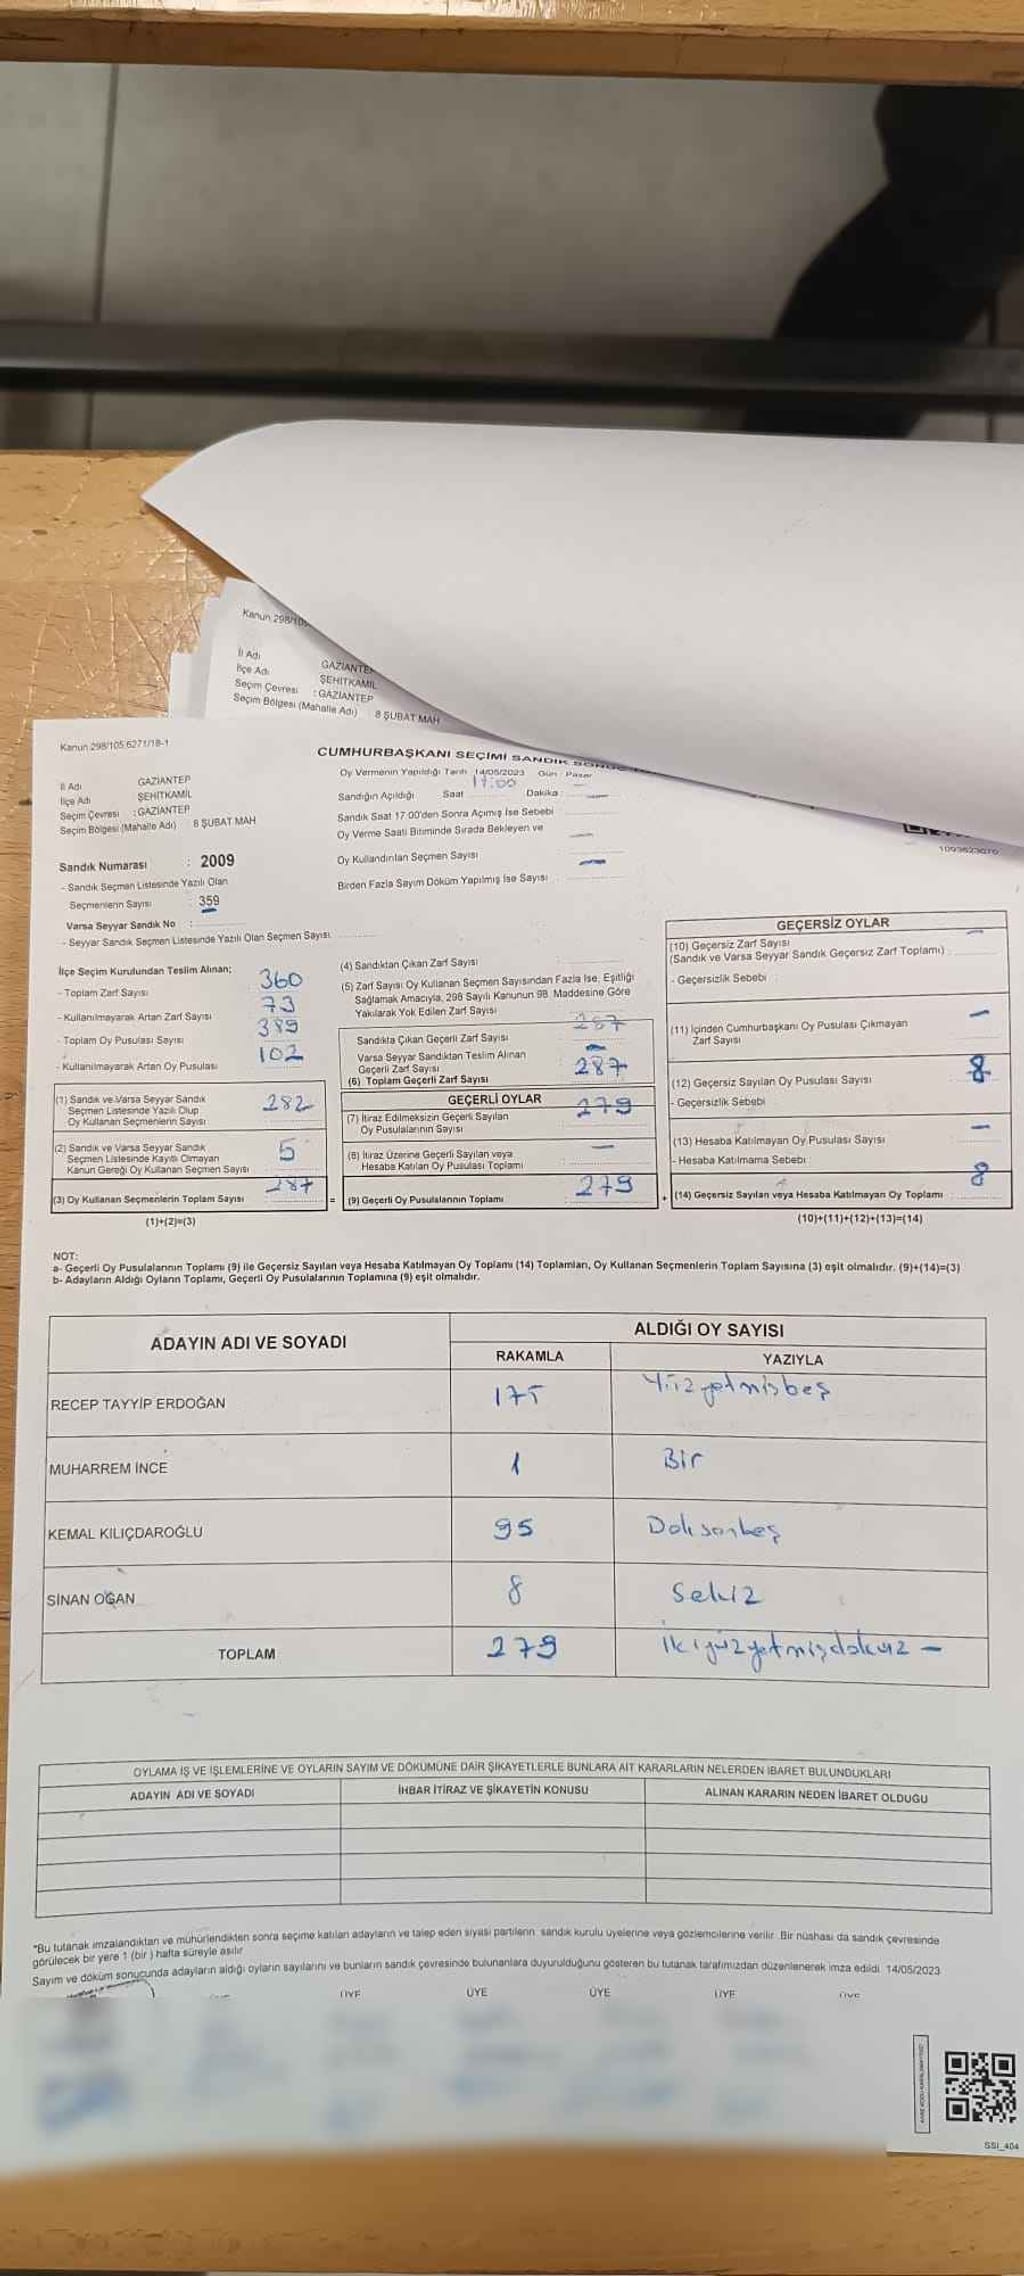 Kanun 298/105
İl Adı
GAZIANTEP
İlçe Adı
ŞEHİTKAMİL
Seçim Çevresi : GAZIANTEP
Seçim Bölgesi (Mahalle Adı) 8 ŞUBAT MAH
Kanun 298/105 6271/18-1
CUMHURBAŞKANI SEÇİMİ SANDIK
Oy Vermenin Yapıldığı Tarih 14/05/2023 Gün : Pazar
İl Adı GAZİANTEP
17:00
İlçe Adı ŞEHİTKAMİL
Sandığın Açıldığı Saat Dakika
Seçim Çevresi : GAZİANTEP
Seçim Bölgesi (Mahalle Adı) 8 ŞUBAT MAH
Sandık Saat 17:00'den Sonra Açımış İse Sebebi
Oy Verme Saati Bitiminde Sırada Bekleyen ve
Oy Kullandırılan Seçmen Sayısı
1093623070
Sandık Numarası : 2009
Birden Fazla Sayım Döküm Yapılmış İse Sayısı
- Sandık Seçmen Listesinde Yazılı Olan
Seçmenlerin Sayısı : 359
Varsa Seyyar Sandık No :
- Seyyar Sandık Seçmen Listesinde Yazılı Olan Seçmen Sayısı
İlçe Seçim Kurulundan Teslim Alınan;
- Toplam Zarf Sayısı 360
- Kullanılmayarak Artan Zarf Sayısı 73
- Toplam Oy Pusulası Sayısı 389
- Kullanılmayarak Artan Oy Pusulası 102
(1) Sandık ve Varsa Seyyar Sandık
Seçmen Listesinde Yazılı Olup
Oy Kullanan Seçmenlerin Sayısı
282
(2) Sandık ve Varsa Seyyar Sandık
Seçmen Listesinde Kayıtlı Olmayan
Kanun Gereği Oy Kullanan Seçmen Sayısı
5
(3) Oy Kullanan Seçmenlerin Toplam Sayısı 287
(1)+(2)=(3)
(4) Sandıktan Çıkan Zarf Sayısı
(5) Zarf Sayısı Oy Kullanan Seçmen Sayısından Fazla İse, Eşitliği
Sağlamak Amacıyla, 298 Sayılı Kanunun 98. Maddesine Göre
Yakılarak Yok Edilen Zarf Sayısı
Sandıkta Çıkan Geçerli Zarf Sayısı 287
Varsa Seyyar Sandıktan Teslim Alınan
Geçerli Zarf Sayısı
(6) Toplam Geçerli Zarf Sayısı 287
GEÇERLİ OYLAR
(7) İtiraz Edilmeksizin Geçerli Sayılan
Oy Pusulalarının Sayısı
279
(8) İtiraz Üzerine Geçerli Sayılan veya
Hesaba Katılan Oy Pusulası Toplamı
=
(9) Geçerli Oy Pusulalarının Toplamı 279
+
GEÇERSİZ OYLAR
(10) Geçersiz Zarf Sayısı
(Sandık ve Varsa Seyyar Sandık Geçersiz Zarf Toplamı)
- Geçersizlik Sebebi :
(11) İçinden Cumhurbaşkanı Oy Pusulası Çıkmayan
Zarf Sayısı
(12) Geçersiz Sayılan Oy Pusulası Sayısı 8
- Geçersizlik Sebebi
(13) Hesaba Katılmayan Oy Pusulası Sayısı
- Hesaba Katılmama Sebebi :
(14) Geçersiz Sayılan veya Hesaba Katılmayan Oy Toplamı 8
(10)+(11)+(12)+(13)=(14)
NOT:
a- Geçerli Oy Pusulalarının Toplamı (9) ile Geçersiz Sayılan veya Hesaba Katılmayan Oy Toplamı (14) Toplamları, Oy Kullanan Seçmenlerin Toplam Sayısına (3) eşit olmalıdır. (9)+(14)=(3)
b- Adayların Aldığı Oyların Toplamı, Geçerli Oy Pusulalarının Toplamına (9) eşit olmalıdır.
ADAYIN ADI VE SOYADI
ALDIĞI OY SAYISI
RAKAMLA YAZIYLA
RECEP TAYYİP ERDOĞAN 175 Yüz yetmişbeş
MUHARREM İNCE 1 Bir
KEMAL KILIÇDAROĞLU 95 Doksanbeş
SİNAN OĞAN 8 Sekiz
TOPLAM 279 İkiyüzyetmişdokuz -
OYLAMA İŞ VE İŞLEMLERİNE VE OYLARIN SAYIM VE DÖKÜMÜNE DAİR ŞİKAYETLERLE BUNLARA AİT KARARLARIN NELERDEN İBARET BULUNDUKLARI
ADAYIN ADI VE SOYADI İHBAR İTİRAZ VE ŞİKAYETİN KONUSU ALINAN KARARIN NEDEN İBARET OLDUĞU
"Bu tutanak imzalandıktan ve mühürlendikten sonra seçime katılan adayların ve talep eden siyasi partilerin sandık kurulu üyelerine veya gözlemcilerine verilir. Bir nüshası da sandık çevresinde
görülecek bir yere 1 (bir ) hafta süreyle asılır
Sayım ve döküm sonucunda adayların aldığı oyların sayılarını ve bunların sandık çevresinde bulunanlara duyurulduğunu gösteren bu tutanak tarafımızdan düzenlenerek imza edildi. 14/05/2023
ÜYE ÜYE ÜYE ÜYE ÜYE
SSI_404